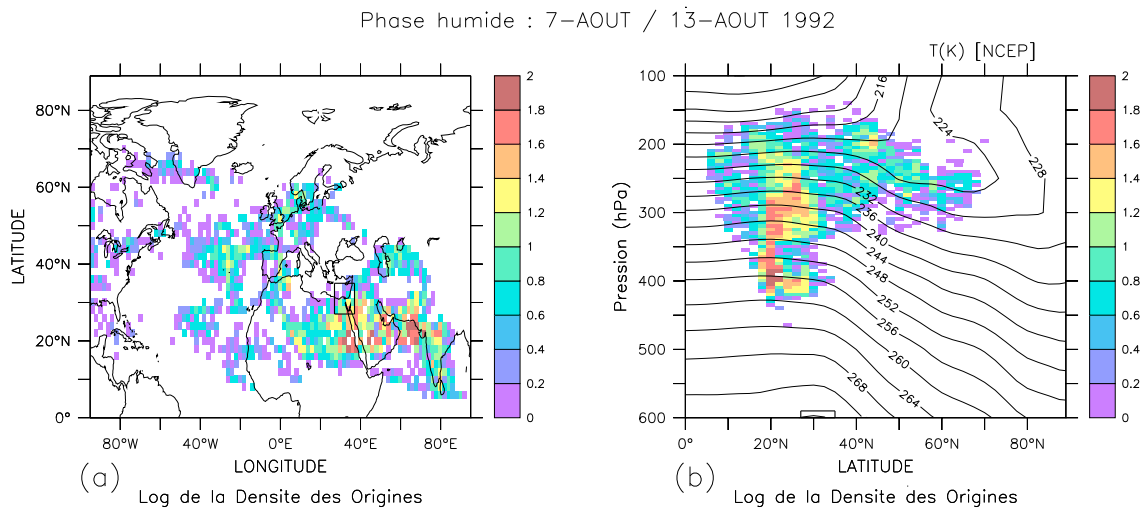 Phase humide : 7-AOUT / 13-AOUT 1992
T(K) [NCEP]
LATITUDE
80°N
60°N
40°N
20°N
0°
80°W
40°W
0°E
40°E
80°E
LONGITUDE
2
1.8
1.6
1.4
1.2
1
0.8
0.6
0.4
0.2
0
(a)
Log de la Densite des Origines
Pression (hPa)
100
200
300
400
500
600
216
224
228
232
236
240
244
248
252
256
260
264
268
0°
20°N
40°N
60°N
80°N
LATITUDE
2
1.8
1.6
1.4
1.2
1
0.8
0.6
0.4
0.2
0
(b)
Log de la Densite des Origines